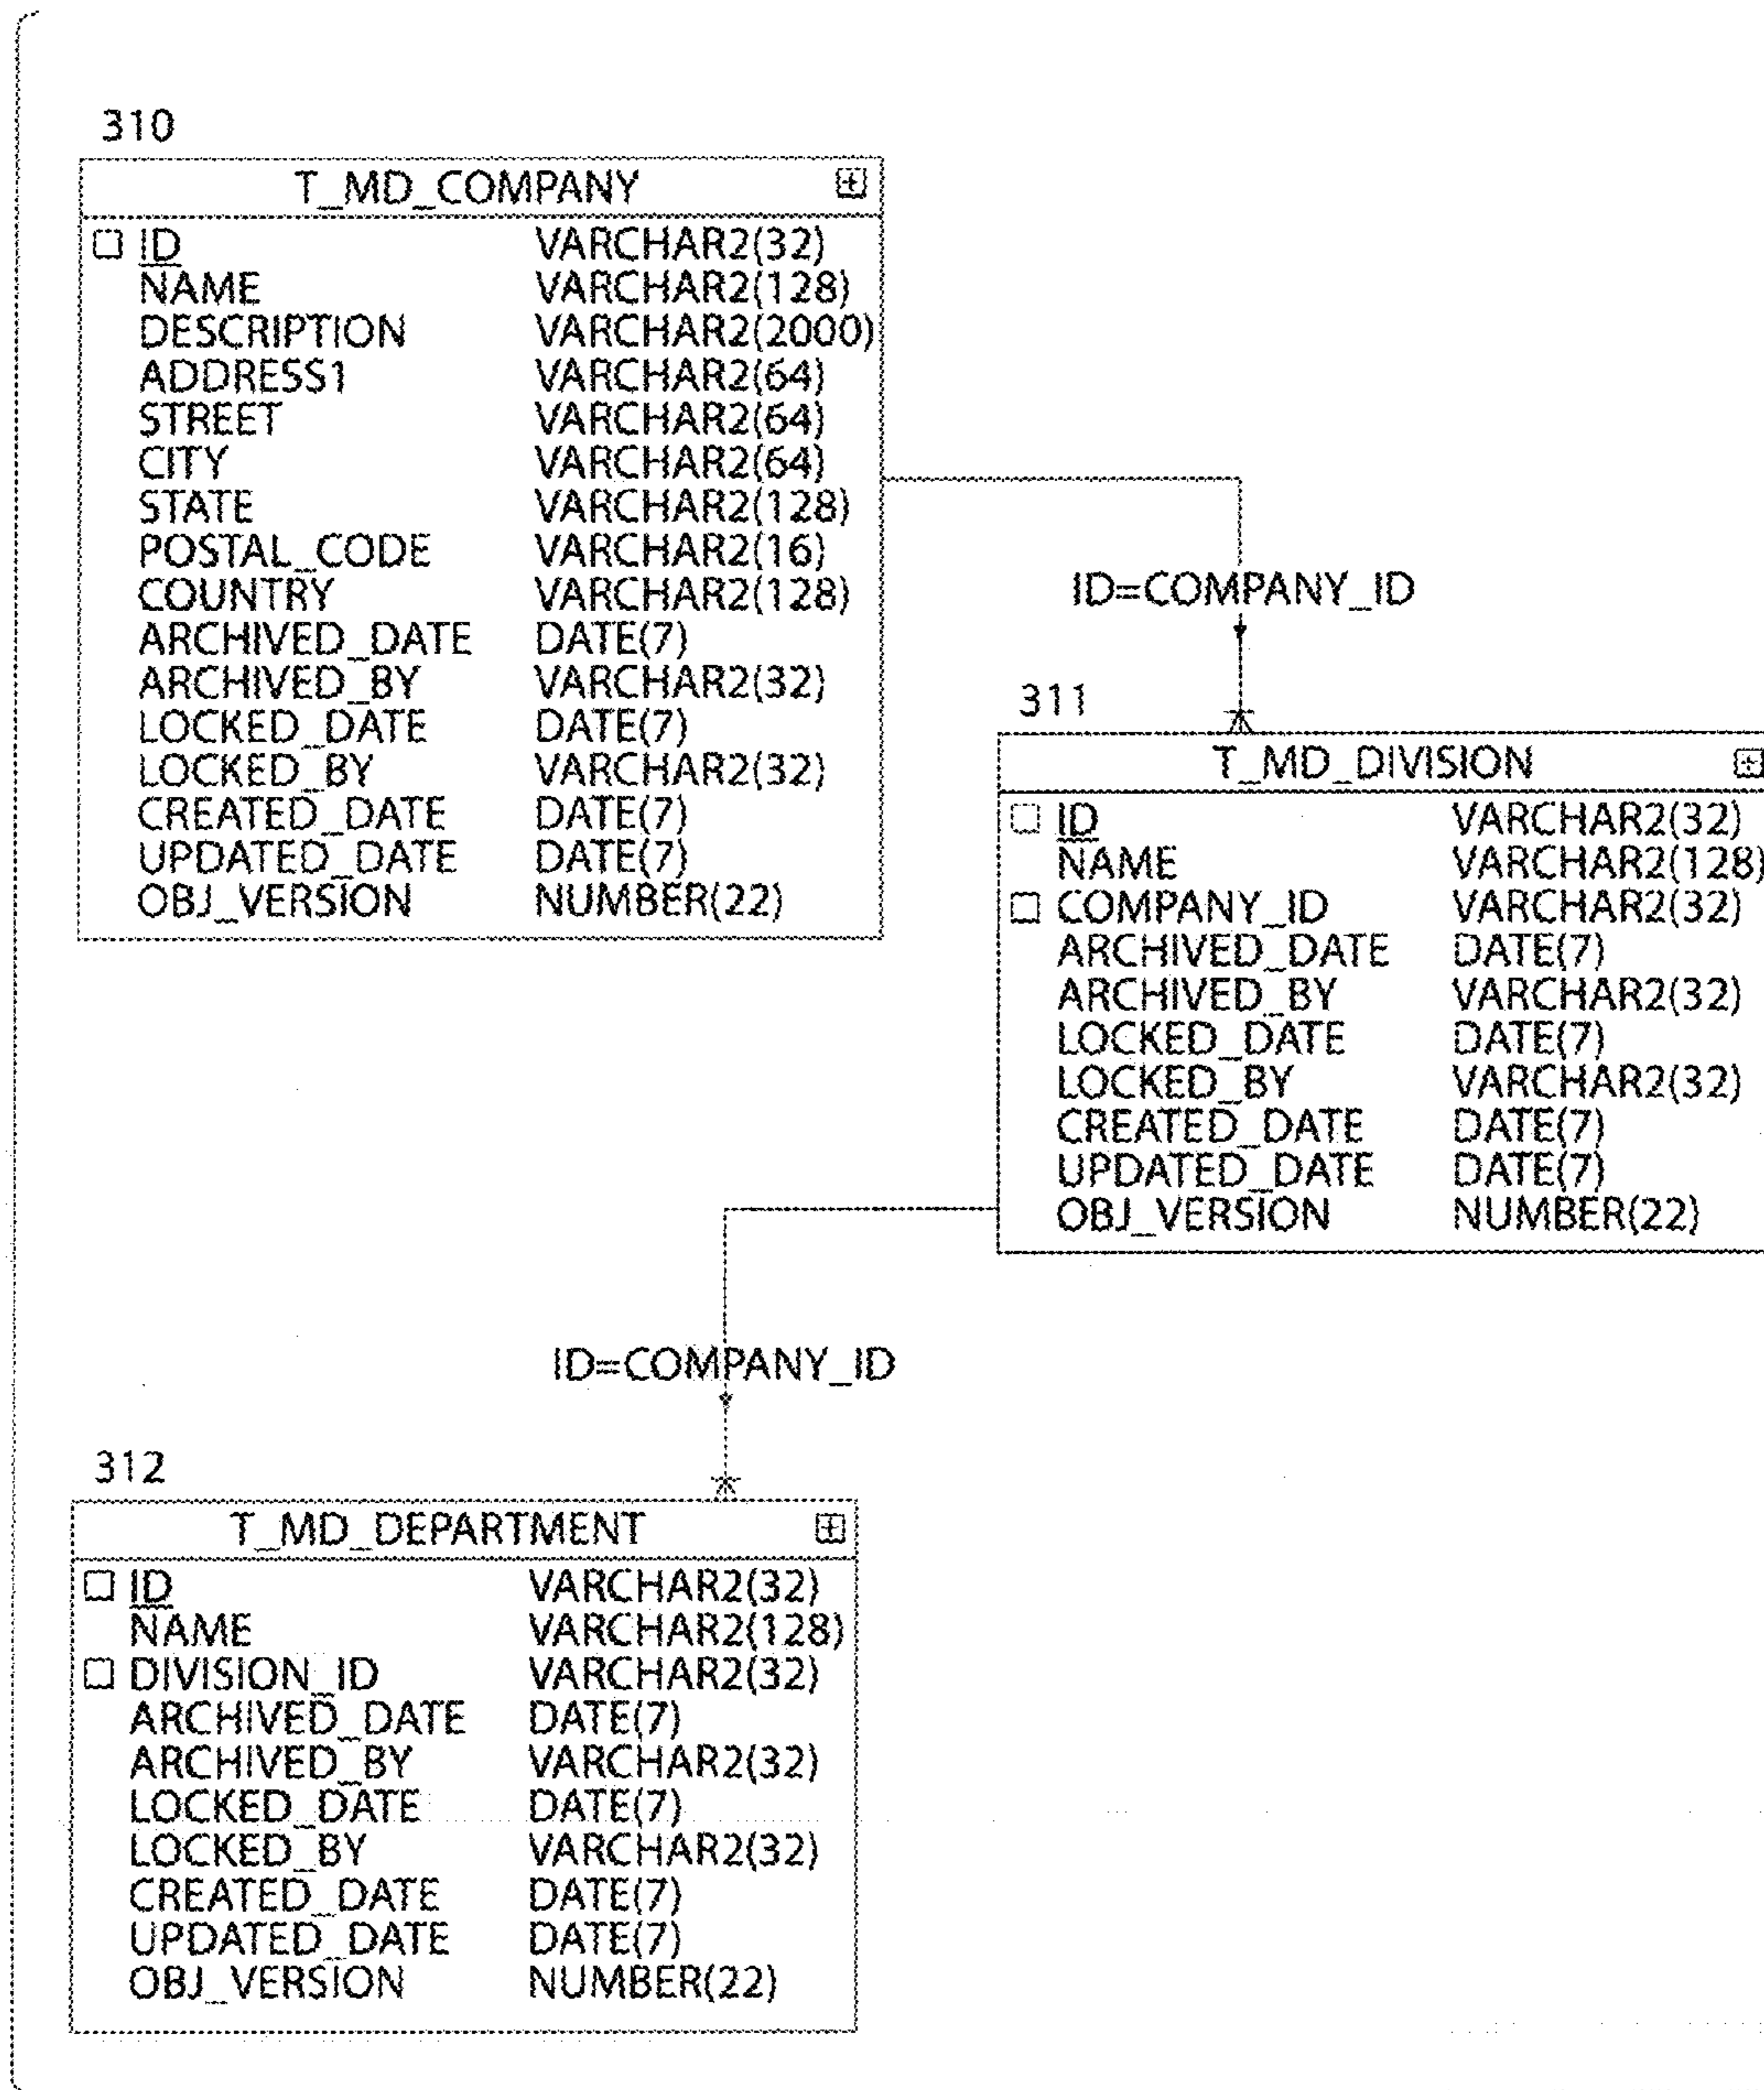 310
T_MD_COMPANY
ID VARCHAR2(32)
NAME VARCHAR2(128)
DESCRIPTION VARCHAR2(2000)
ADDRESS1 VARCHAR2(64)
STREET VARCHAR2(64)
CITY VARCHAR2(64)
STATE VARCHAR2(128)
POSTAL_CODE VARCHAR2(16)
COUNTRY VARCHAR2(128)
ARCHIVED_DATE DATE(7)
ARCHIVED_BY VARCHAR2(32)
LOCKED_DATE DATE(7)
LOCKED_BY VARCHAR2(32)
CREATED_DATE DATE(7)
UPDATED_DATE DATE(7)
OBJ_VERSION NUMBER(22)
ID=COMPANY_ID
311
T_MD_DIVISION
ID VARCHAR2(32)
NAME VARCHAR2(128)
COMPANY_ID VARCHAR2(32)
ARCHIVED_DATE DATE(7)
ARCHIVED_BY VARCHAR2(32)
LOCKED_DATE DATE(7)
LOCKED_BY VARCHAR2(32)
CREATED_DATE DATE(7)
UPDATED_DATE DATE(7)
OBJ_VERSION NUMBER(22)
ID=COMPANY_ID
312
T_MD_DEPARTMENT
ID VARCHAR2(32)
NAME VARCHAR2(128)
DIVISION_ID VARCHAR2(32)
ARCHIVED_DATE DATE(7)
ARCHIVED_BY VARCHAR2(32)
LOCKED_DATE DATE(7)
LOCKED_BY VARCHAR2(32)
CREATED_DATE DATE(7)
UPDATED_DATE DATE(7)
OBJ_VERSION NUMBER(22)